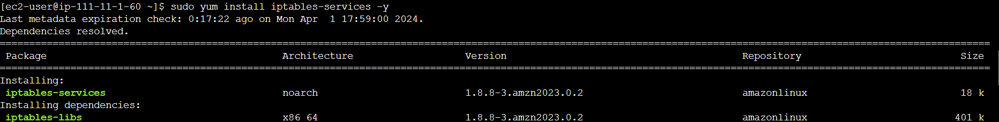 [ec2-user@ip-111-11-1-60 ~]$ sudo yum install iptables-services -y
Last metadata expiration check: 0:17:22 ago on Mon Apr  1 17:59:00 2024.
Dependencies resolved.
================================================================================
Package Architecture Version Repository Size
================================================================================
Installing:
iptables-services noarch 1.8.8-3.amzn2023.0.2 amazonlinux 18 k
Installing dependencies:
iptables-libs x86_64 1.8.8-3.amzn2023.0.2 amazonlinux 401 k